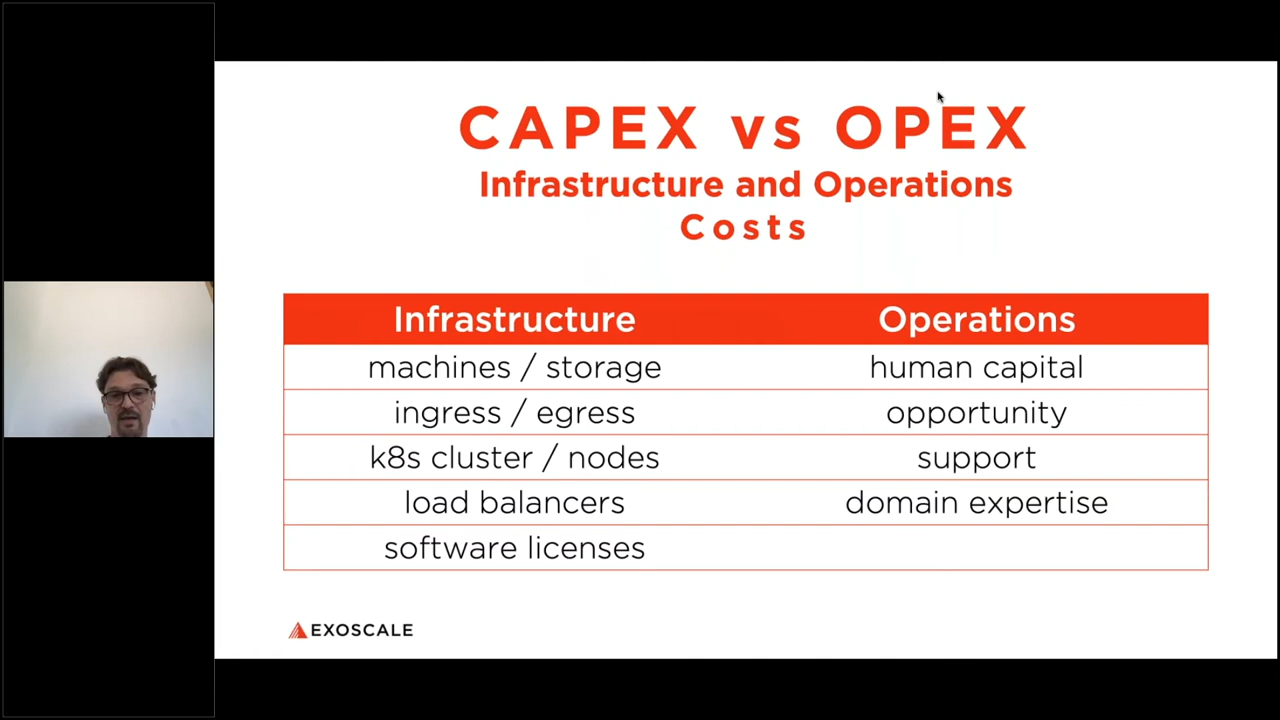 CAPEX vs OPEX
Infrastructure and Operations
Costs
Infrastructure Operations
machines / storage human capital
ingress / egress opportunity
k8s cluster / nodes support
load balancers domain expertise
software licenses
EXOSCALE